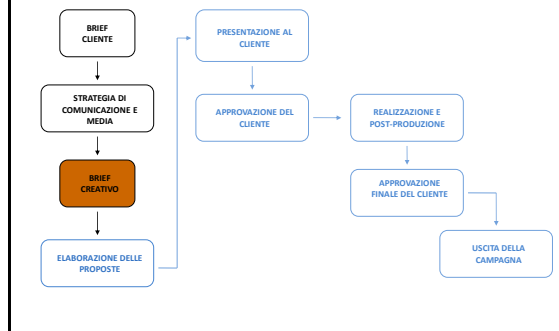 BRIEF
CLIENTE
STRATEGIA DI
COMUNICAZIONE E
MEDIA
BRIEF
CREATIVO
ELABORAZIONE DELLE
PROPOSTE
PRESENTAZIONE AL
CLIENTE
APPROVAZIONE DEL
CLIENTE
REALIZZAZIONE E
POST-PRODUZIONE
APPROVAZIONE
FINALE DEL CLIENTE
USCITA DELLA
CAMPAGNA